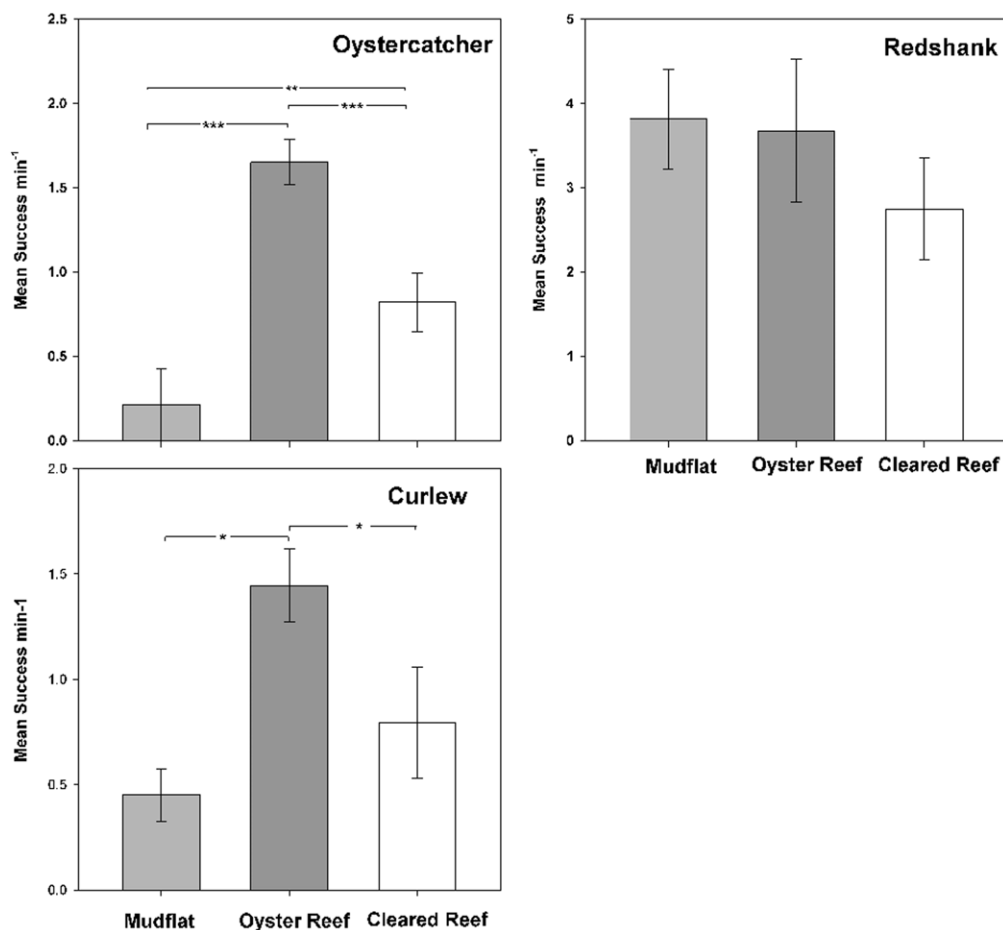 Oystercatcher
Mean Success min-1
2.5
2.0
1.5
1.0
0.5
0.0
**
***
***
Redshank
Mean Success min-1
5
4
3
2
1
0
Mudflat Oyster Reef Cleared Reef
Curlew
Mean Success min-1
2.0
1.5
1.0
0.5
0.0
*
*
Mudflat Oyster Reef Cleared Reef